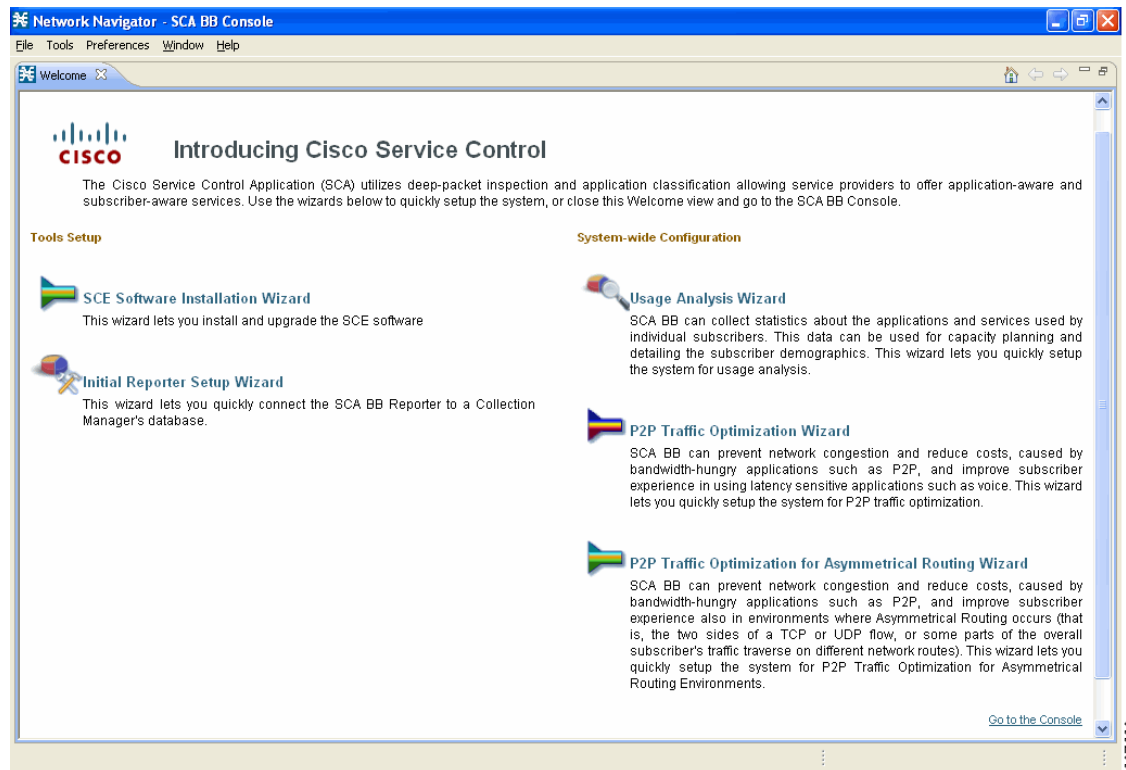 Network Navigator - SCA BB Console
File Tools Preferences Window Help
Welcome
CISCO
Introducing Cisco Service Control
The Cisco Service Control Application (SCA) utilizes deep-packet inspection and application classification allowing service providers to offer application-aware and
subscriber-aware services. Use the wizards below to quickly setup the system, or close this Welcome view and go to the SCA BB Console.
Tools Setup
SCE Software Installation Wizard
This wizard lets you install and upgrade the SCE software
Initial Reporter Setup Wizard
This wizard lets you quickly connect the SCA BB Reporter to a Collection
Manager's database.
System-wide Configuration
Usage Analysis Wizard
SCA BB can collect statistics about the applications and services used by
individual subscribers. This data can be used for capacity planning and
detailing the subscriber demographics. This wizard lets you quickly setup
the system for usage analysis.
P2P Traffic Optimization Wizard
SCA BB can prevent network congestion and reduce costs, caused by
bandwidth-hungry applications such as P2P, and improve subscriber
experience in using latency sensitive applications such as voice. This wizard
lets you quickly setup the system for P2P traffic optimization.
P2P Traffic Optimization for Asymmetrical Routing Wizard
SCA BB can prevent network congestion and reduce costs, caused by
bandwidth-hungry applications such as P2P, and improve subscriber
experience also in environments where Asymmetrical Routing occurs (that
is, the two sides of a TCP or UDP flow, or some parts of the overall
subscriber's traffic traverse on different network routes). This wizard lets you
quickly setup the system for P2P Traffic Optimization for Asymmetrical
Routing Environments.
Go to the Console